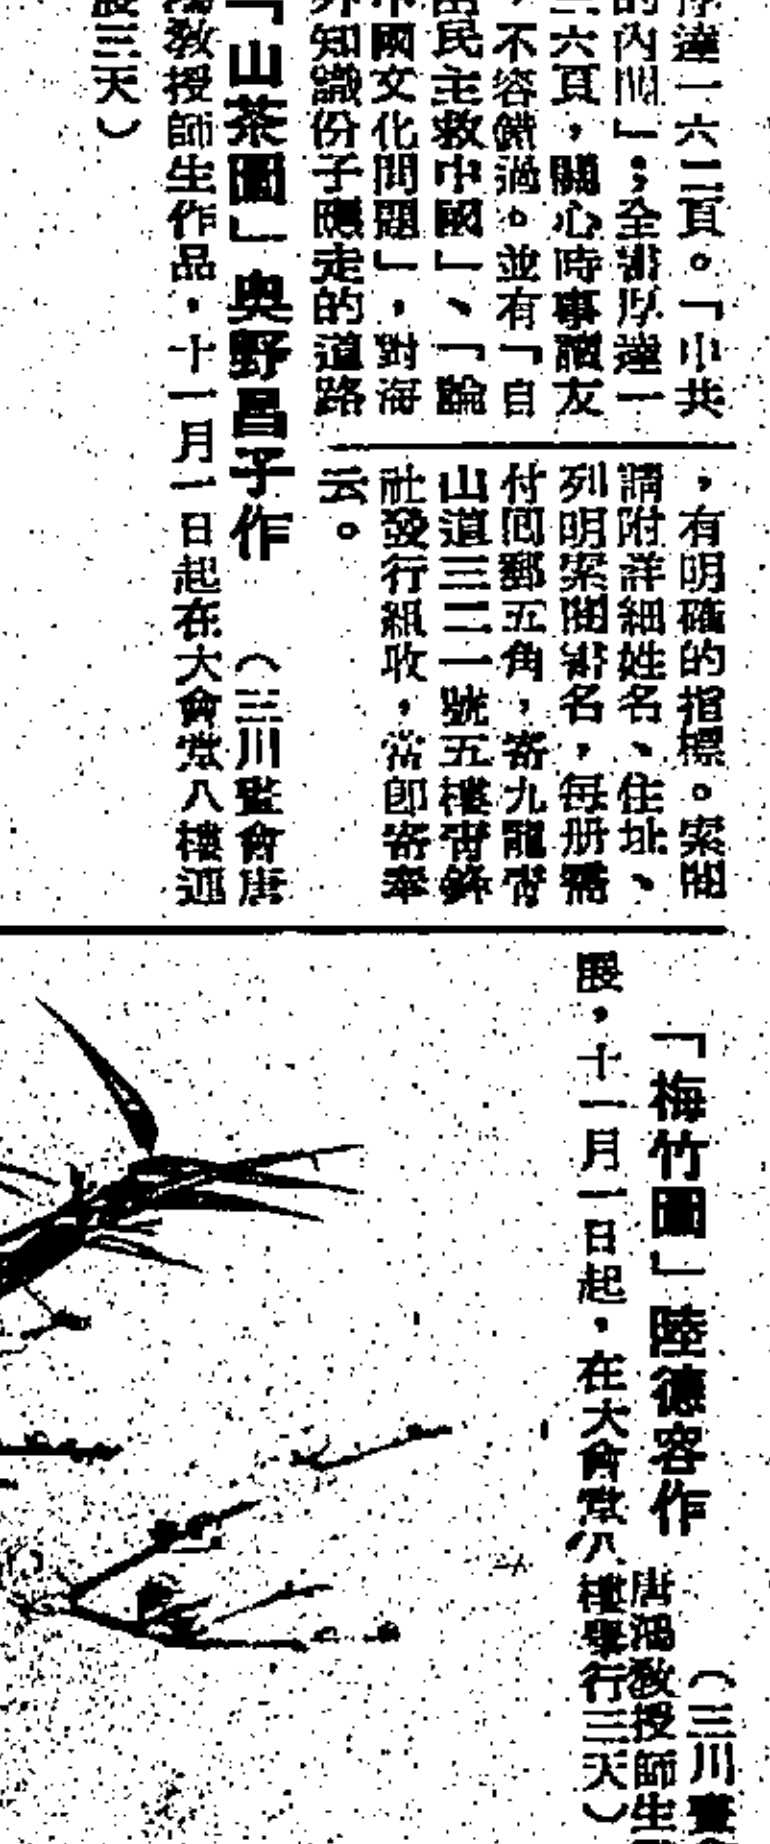 厚達一六二頁。「中共
的內鬨」；全書厚達一
三六頁，關心時事讀友
，不容錯過。並有「自
由民主救中國」、「論
中國文化問題」，對海
外知識份子應走的道路
，有明確的指標。索閱
請附詳細姓名、住址、
列明索閱書名，每册需
付回郵五角，寄九龍青
山道三二一號五樓青鋒
社發行組收，當即寄奉
云。
「山茶圖」奥野昌子作
（三川監會唐
鴻教授師生作品，十一月一日起在大會堂八樓連
展三天）
「梅竹圖」陸德容作
（三川畫
唐鴻教授師生
展，十一月一日起，在大會堂八樓舉行三天）